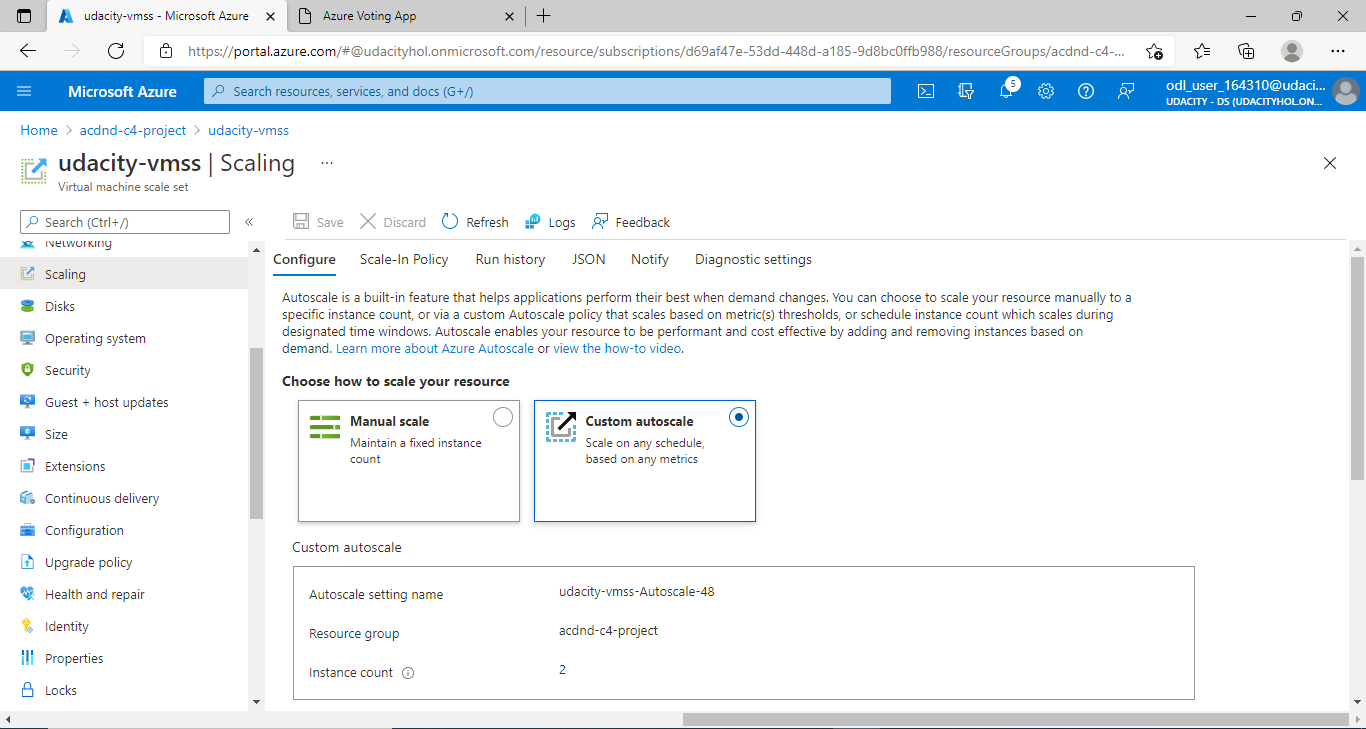 udacity-vmss - Microsoft Azure
Azure Voting App
https://portal.azure.com/#@udacityhol.onmicrosoft.com/resource/subscriptions/d69af47e-53dd-448d-a185-9d8bc0ffb988/resourceGroups/acdnd-c4-...
Microsoft Azure
Search resources, services, and docs (G+/)
5
odl_user_164310@udaci...
UDACITY - DS (UDACITYHOL.ON...
Home > acdnd-c4-project > udacity-vmss
udacity-vmss | Scaling ...
Virtual machine scale set
Search (Ctrl+/)
«
Save
Discard
Refresh
Logs
Feedback
Networking
Scaling
Disks
Operating system
Security
Guest + host updates
Size
Extensions
Continuous delivery
Configuration
Upgrade policy
Health and repair
Identity
Properties
Locks
Configure
Scale-In Policy
Run history
JSON
Notify
Diagnostic settings
Autoscale is a built-in feature that helps applications perform their best when demand changes. You can choose to scale your resource manually to a
specific instance count, or via a custom Autoscale policy that scales based on metric(s) thresholds, or schedule instance count which scales during
designated time windows. Autoscale enables your resource to be performant and cost effective by adding and removing instances based on
demand. Learn more about Azure Autoscale or view the how-to video.
Choose how to scale your resource
Manual scale
Maintain a fixed instance
count
Custom autoscale
Scale on any schedule,
based on any metrics
Custom autoscale
Autoscale setting name
udacity-vmss-Autoscale-48
Resource group
acdnd-c4-project
Instance count
2